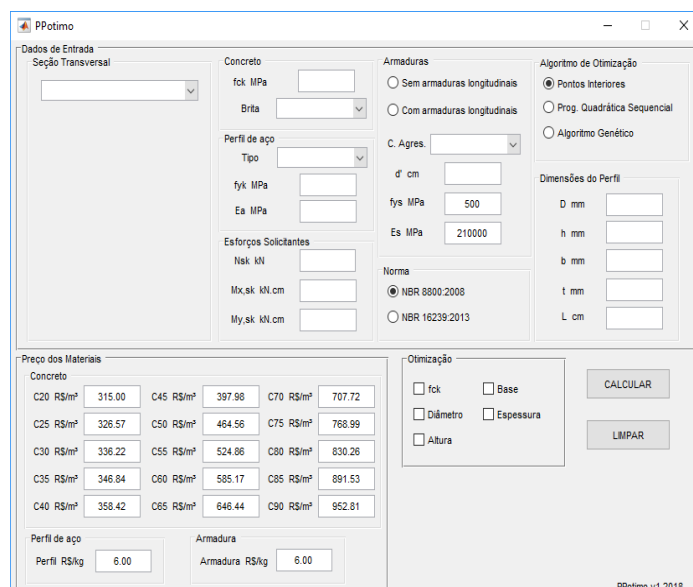 PPotimo
Dados de Entrada
Seção Transversal
Concreto
fck MPa
Brita
Perfil de aço
Tipo
fyk MPa
Ea MPa
Esforços Solicitantes
Nsk kN
Mx,sk kN.cm
My,sk kN.cm
Armaduras
Sem armaduras longitudinais
Com armaduras longitudinais
C. Agres.
d' cm
fys MPa 500
Es MPa 210000
Norma
NBR 8800:2008
NBR 16239:2013
Algoritmo de Otimização
Pontos Interiores
Prog. Quadrática Sequencial
Algoritmo Genético
Dimensões do Perfil
D mm
h mm
b mm
t mm
L cm
Preço dos Materiais
Concreto
C20 R$/m³ 315.00 C45 R$/m³ 397.98 C70 R$/m³ 707.72
C25 R$/m³ 326.57 C50 R$/m³ 464.56 C75 R$/m³ 768.99
C30 R$/m³ 336.22 C55 R$/m³ 524.86 C80 R$/m³ 830.26
C35 R$/m³ 346.84 C60 R$/m³ 585.17 C85 R$/m³ 891.53
C40 R$/m³ 358.42 C65 R$/m³ 646.44 C90 R$/m³ 952.81
Perfil de aço
Perfil R$/kg 6.00
Armadura
Armadura R$/kg 6.00
Otimização
fck Base
Diâmetro Espessura
Altura
CALCULAR
LIMPAR
PPotimo v1.2018